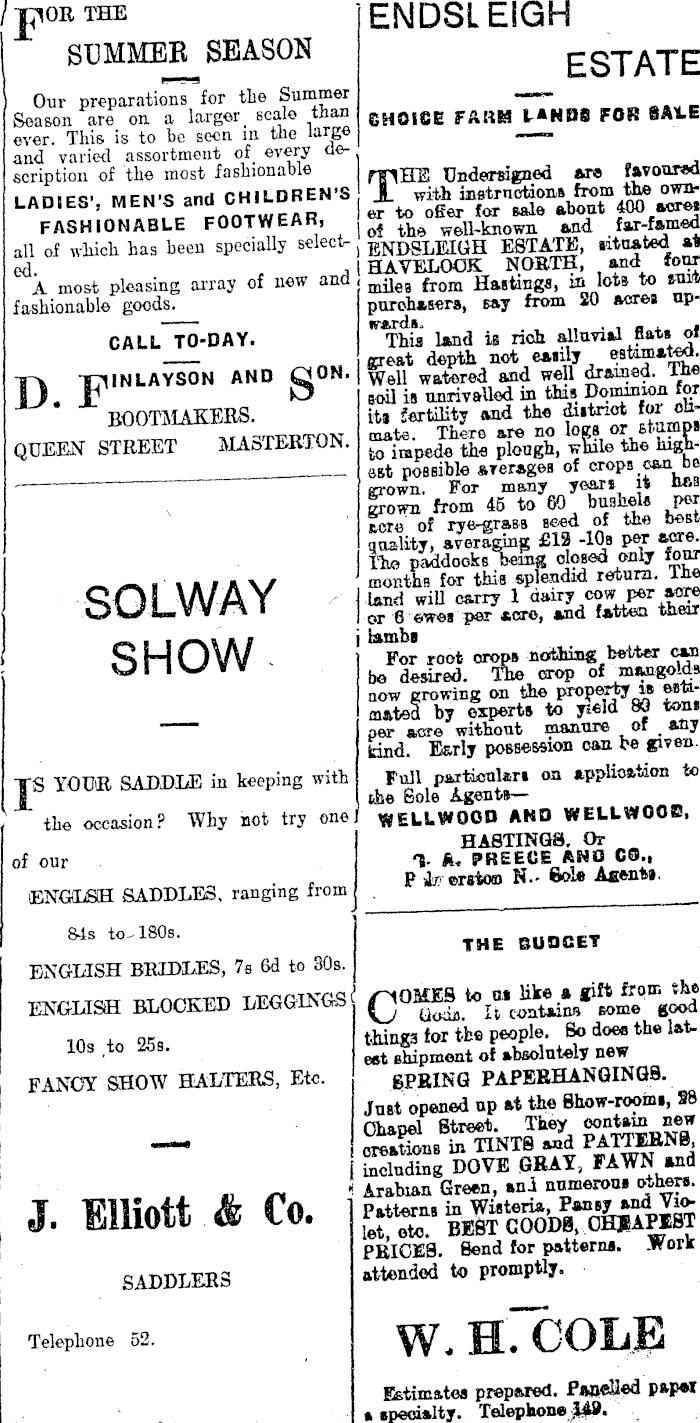 FOR THE
SUMMER SEASON
Our preparations for the Summer
Season are on a larger scale than
ever. This is to be seen in the large
and varied assortment of every de-
scription of the most fashionable
LADIES', MEN'S and CHILDREN'S
FASHIONABLE FOOTWEAR,
all of which has been specially select-
ed.
A most pleasing array of new and
fashionable goods.
CALL TO-DAY.
D. FINLAYSON AND SON.
BOOTMAKERS.
QUEEN STREET MASTERTON.
SOLWAY
SHOW
IS YOUR SADDLE in keeping with
the occasion? Why not try one
of our
ENGLSH SADDLES, ranging from
84s to 180s.
ENGLISH BRIDLES, 7s 6d to 30s.
ENGLISH BLOCKED LEGGINGS
10s to 25s.
FANCY SHOW HALTERS, Etc.
J. Elliott & Co.
SADDLERS
Telephone 52.
ENDSLEIGH
ESTATE
CHOICE FARM LANDS FOR SALE
THE Undersigned are favoured
with instructions from the own-
er to offer for sale about 400 acres
of the well-known and far-famed
ENDSLEIGH ESTATE, situated at
HAVELOCK NORTH, and four
miles from Hastings, in lots to suit
purchasers, say from 20 acres up-
wards.
This land is rich alluvial flats of
great depth not easily estimated.
Well watered and well drained. The
soil is unrivalled in this Dominion for
its fertility and the district for cli-
mate. There are no logs or stumps
to impede the plough, while the high-
est possible averages of crops can be
grown. For many years it has
grown from 45 to 60 bushels per
acre of rye-grass seed of the best
quality, averaging £12 -10s per acre.
The paddocks being closed only four
months for this splendid return. The
land will carry 1 dairy cow per acre
or 6 ewes per acre, and fatten their
lambs
For root crops nothing better can
be desired. The crop of mangolds
now growing on the property is esti-
mated by experts to yield 80 tons
per acre without manure of any
kind. Early possession can be given.
Full particulars on application to
the Sole Agents—
WELLWOOD AND WELLWOOD,
HASTINGS, Or
A. PREECE AND CO.,
N.. Sole Agents.
THE BUDGET
COMES to us like a gift from the
Gods. It contains some good
things for the people. So does the lat-
est shipment of absolutely new
SPRING PAPERHANGINGS.
Just opened up at the Show-rooms, 28
Chapel Street. They contain new
creations in TINTS and PATTERNS,
including DOVE GRAY, FAWN and
Arabian Green, and numerous others.
Patterns in Wisteria, Pansy and Vio-
let, etc. BEST GOODS, CHEAPEST
PRICES. Send for patterns. Work
attended to promptly.
W. H. COLE
Estimates prepared. Panelled paper
a specialty. Telephone 149.